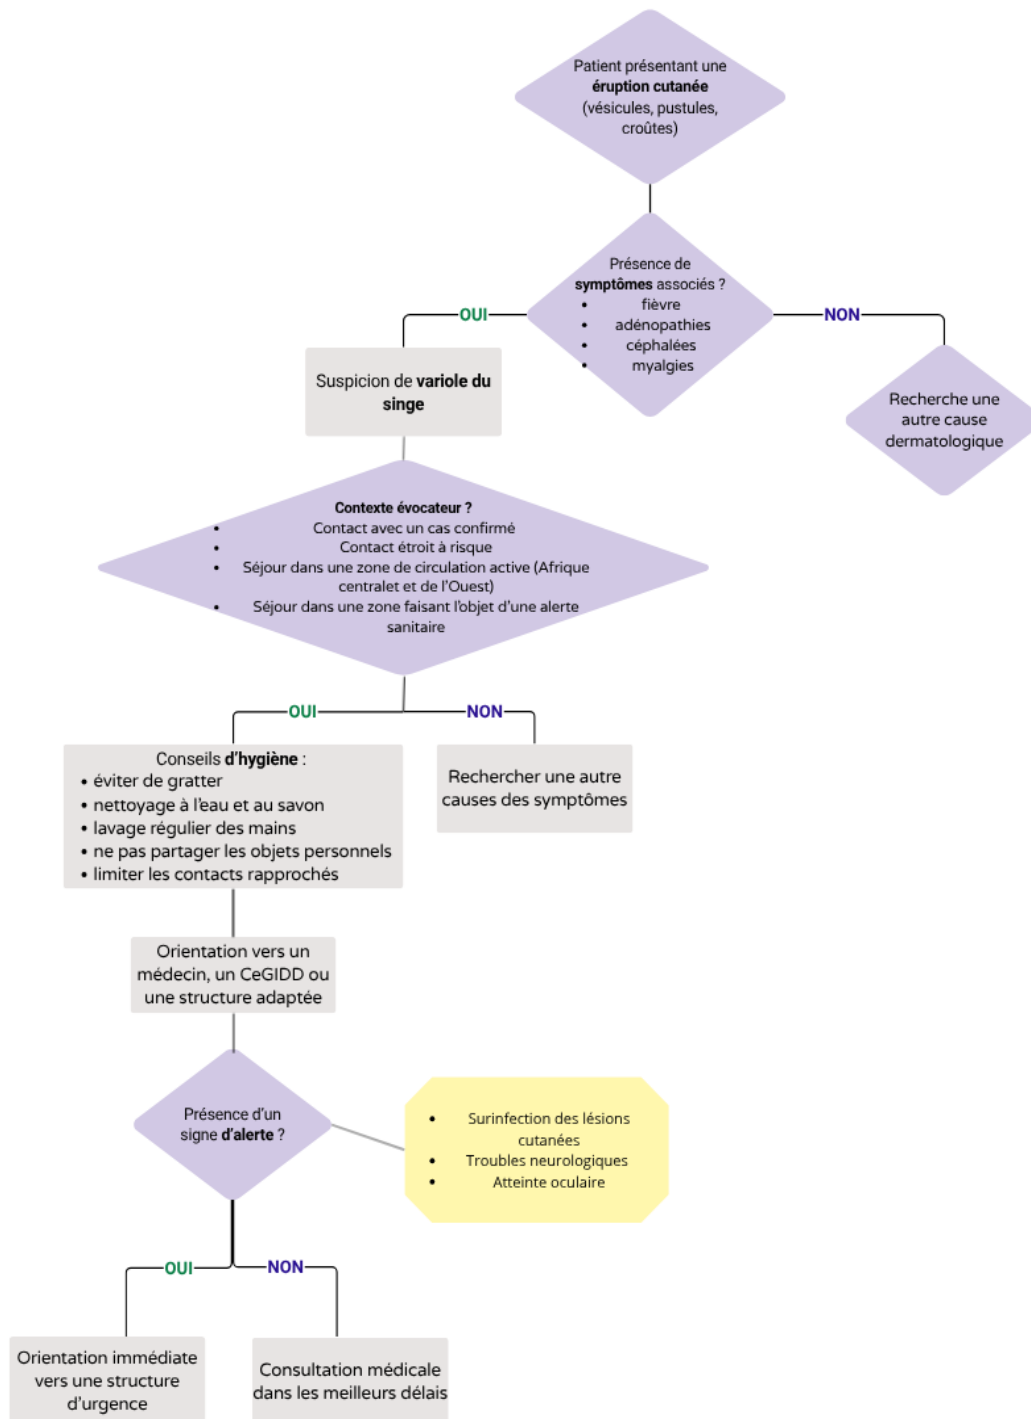 Patient présentant une
éruption cutanée
(vésicules, pustules,
croûtes)
Présence de
symptômes associés ?
• fièvre
• adénopathies
• céphalées
• myalgies
OUI
NON
Suspicion de variole du
singe
Recherche une
autre cause
dermatologique
Contexte évocateur ?
• Contact avec un cas confirmé
• Contact étroit à risque
• Séjour dans une zone de circulation active (Afrique
centralet et de l'Ouest)
• Séjour dans une zone faisant l'objet d'une alerte
sanitaire
OUI
NON
Conseils d'hygiène :
• éviter de gratter
• nettoyage à l'eau et au savon
• lavage régulier des mains
• ne pas partager les objets personnels
• limiter les contacts rapprochés
Rechercher une autre
causes des symptômes
Orientation vers un
médecin, un CeGIDD ou
une structure adaptée
Présence d'un
signe d'alerte ?
• Surinfection des lésions
cutanées
• Troubles neurologiques
• Atteinte oculaire
OUI
NON
Orientation immédiate
vers une structure
d'urgence
Consultation médicale
dans les meilleurs délais